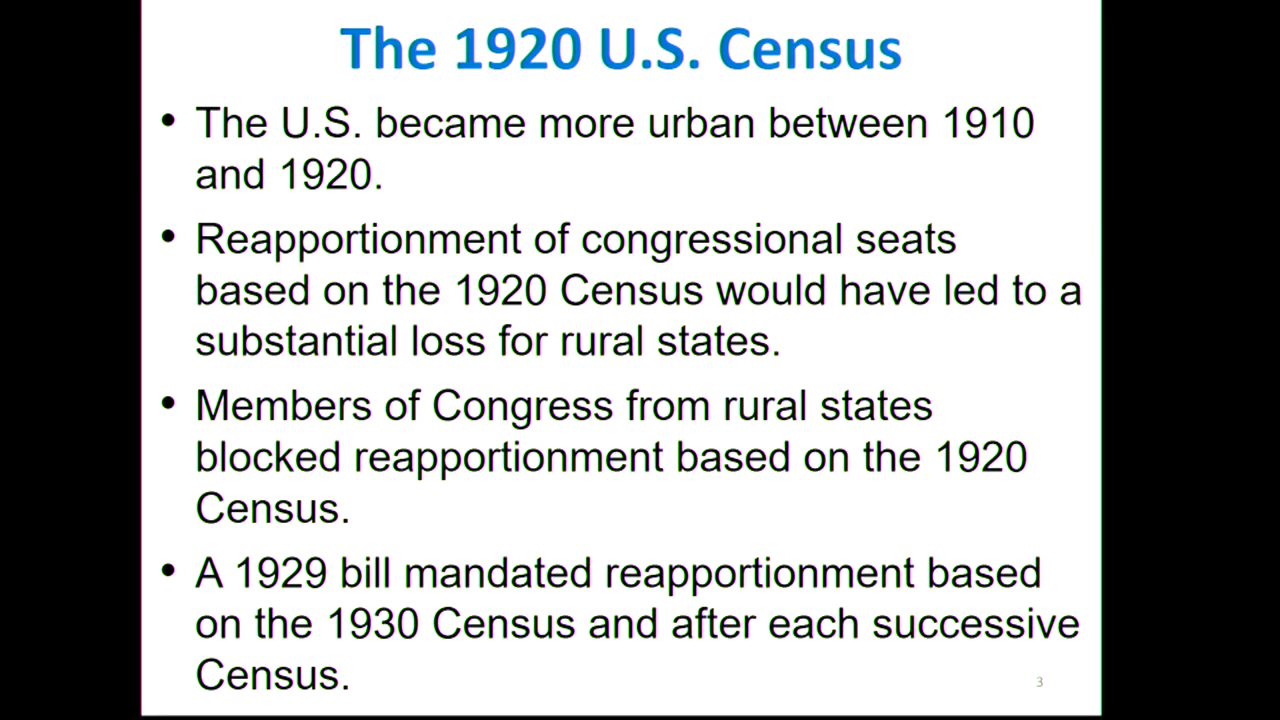 The 1920 U.S. Census
• The U.S. became more urban between 1910
and 1920.
• Reapportionment of congressional seats
based on the 1920 Census would have led to a
substantial loss for rural states.
• Members of Congress from rural states
blocked reapportionment based on the 1920
Census.
• A 1929 bill mandated reapportionment based
on the 1930 Census and after each successive
Census.
3